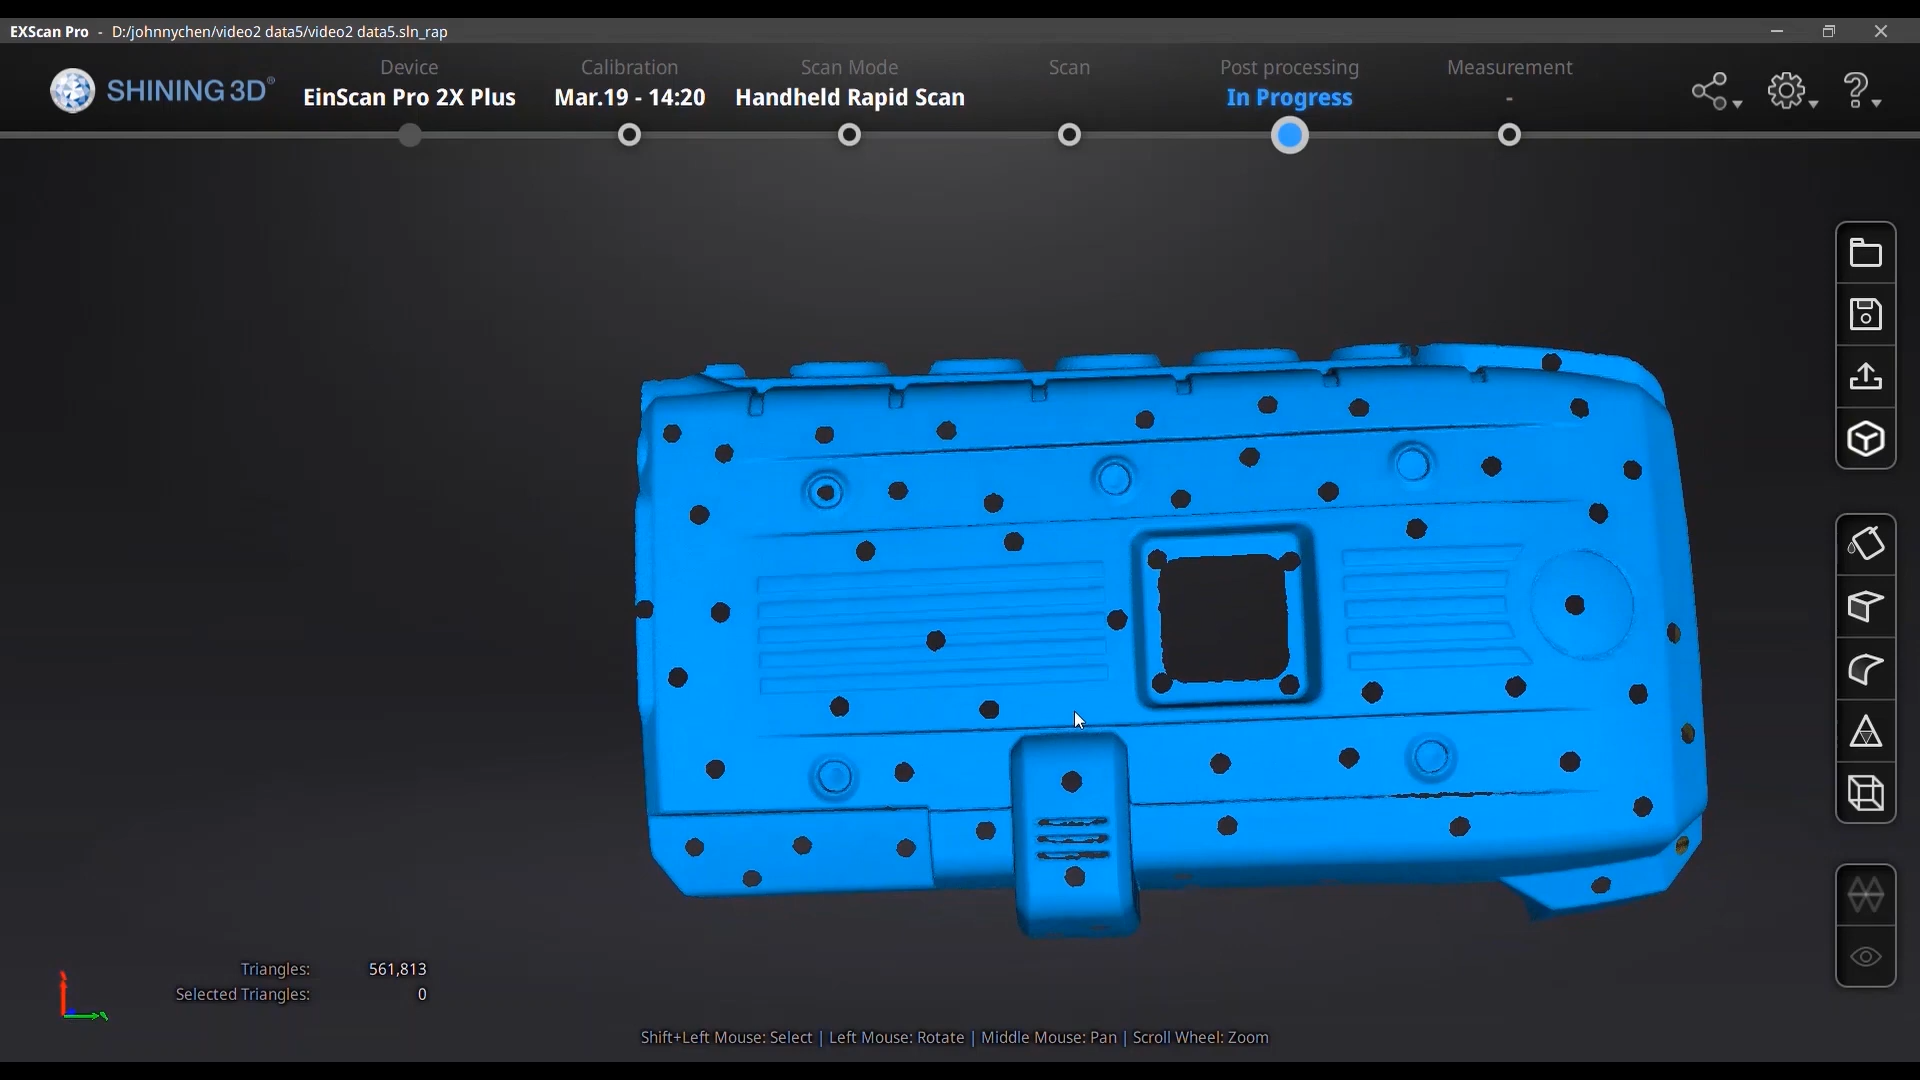 EXScan Pro - D:/johnnychen/video2 data5/video2 data5.sln_rap
SHINING 3D®
Device
EinScan Pro 2X Plus
Calibration
Mar.19 - 14:20
Scan Mode
Handheld Rapid Scan
Scan
Post processing
In Progress
Measurement
-
Triangles: 561,813
Selected Triangles: 0
Shift+Left Mouse: Select | Left Mouse: Rotate | Middle Mouse: Pan | Scroll Wheel: Zoom